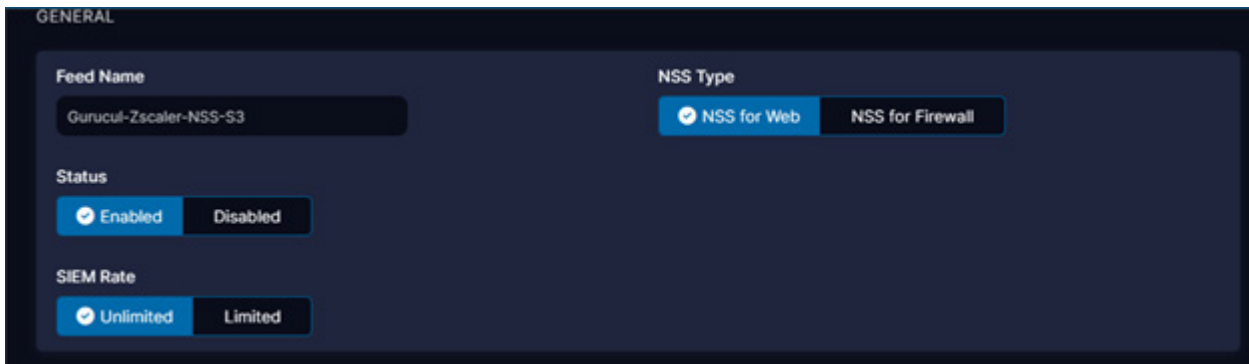 GENERAL
Feed Name
NSS Type
Gurucul-Zscaler-NSS-S3
NSS for Web
NSS for Firewall
Status
Enabled
Disabled
SIEM Rate
Unlimited
Limited